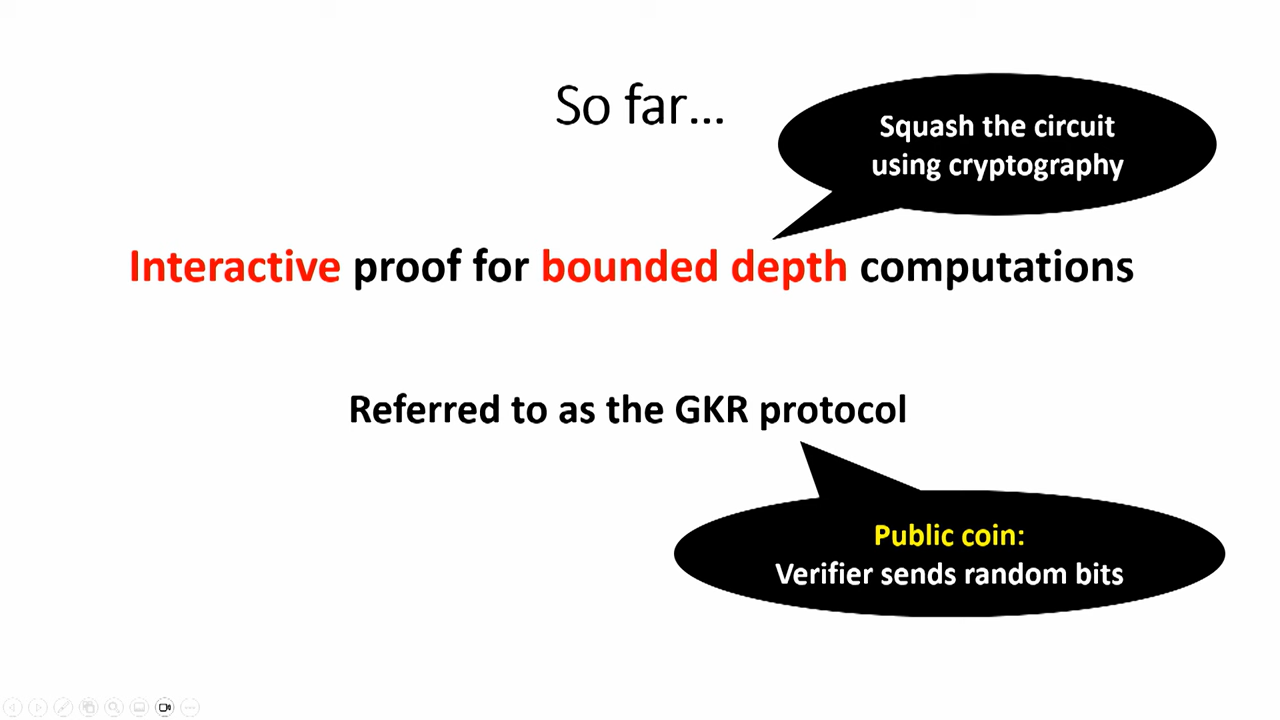 So far…
Squash the circuit
using cryptography
Interactive proof for bounded depth computations
Referred to as the GKR protocol
Public coin:
Verifier sends random bits